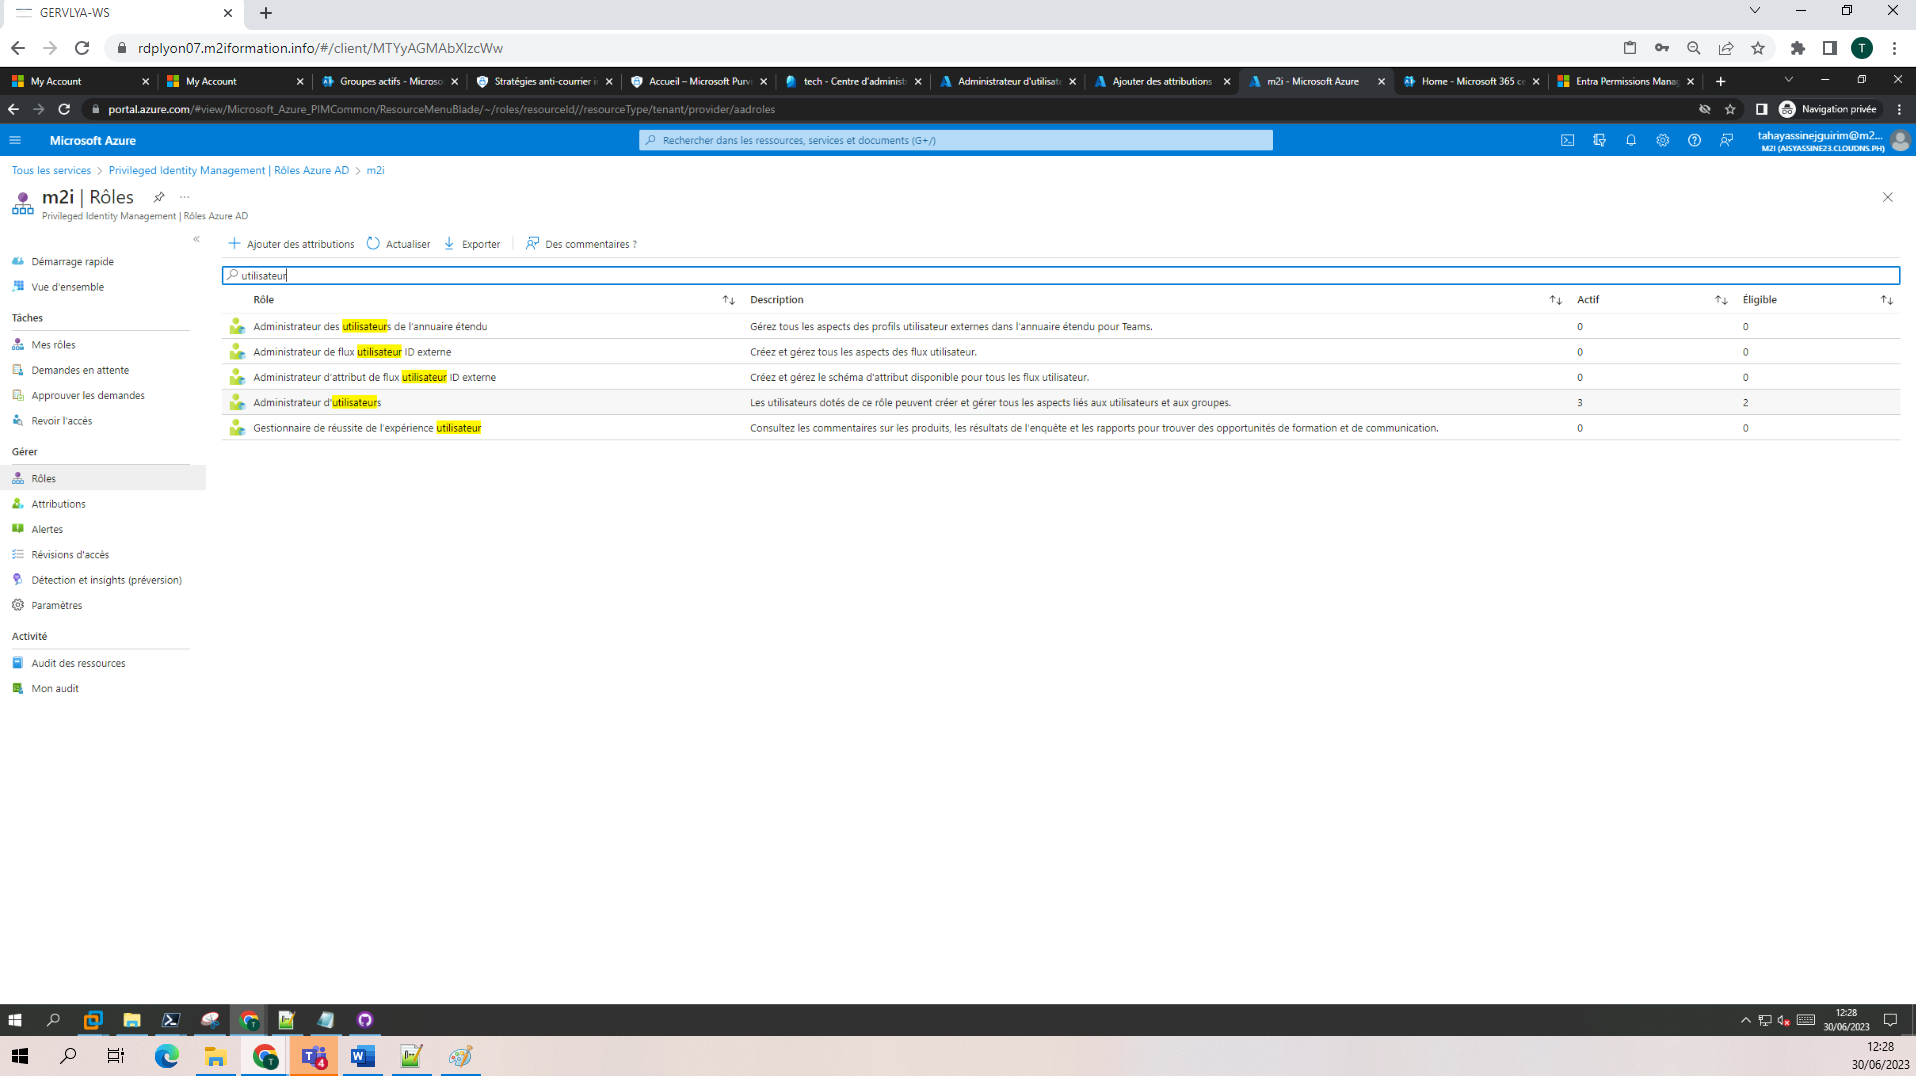 GERVLYA-WS
rdplyon07.m2iformation.info/#/client/MTYyAGMAbXlzcWw
T
My Account
My Account
Groupes actifs - Microso
Stratégies anti-courrier i
Accueil – Microsoft Purv
tech - Centre d'administ
Administrateur d'utilisate
Ajouter des attributions
m2i - Microsoft Azure
Home - Microsoft 365 ce
Entra Permissions Manag
portal.azure.com/#view/Microsoft_Azure_PIMCommon/ResourceMenuBlade/~/roles/resourceId//resourceType/tenant/provider/aadroles
Navigation privée
Microsoft Azure
Rechercher dans les ressources, services et documents (G+/)
tahayassinejguirim@m2...
M2I (AISYASSINE23.CLOUDNS.PH)
Tous les services > Privileged Identity Management | Rôles Azure AD > m2i
m2i | Rôles
Privileged Identity Management | Rôles Azure AD
Ajouter des attributions
Actualiser
Exporter
Des commentaires ?
Démarrage rapide
Vue d'ensemble
Tâches
Mes rôles
Demandes en attente
Approuver les demandes
Revoir l'accès
Gérer
Rôles
Attributions
Alertes
Révisions d'accès
Détection et insights (préversion)
Paramètres
Activité
Audit des ressources
Mon audit
utilisateur
Rôle Description Actif Éligible
Administrateur des utilisateurs de l'annuaire étendu Gérez tous les aspects des profils utilisateur externes dans l'annuaire étendu pour Teams. 0 0
Administrateur de flux utilisateur ID externe Créez et gérez tous les aspects des flux utilisateur. 0 0
Administrateur d'attribut de flux utilisateur ID externe Créez et gérez le schéma d'attribut disponible pour tous les flux utilisateur. 0 0
Administrateur d'utilisateurs Les utilisateurs dotés de ce rôle peuvent créer et gérer tous les aspects liés aux utilisateurs et aux groupes. 3 2
Gestionnaire de réussite de l'expérience utilisateur Consultez les commentaires sur les produits, les résultats de l'enquête et les rapports pour trouver des opportunités de formation et de communication. 0 0
12:28
30/06/2023
4
12:28
30/06/2023